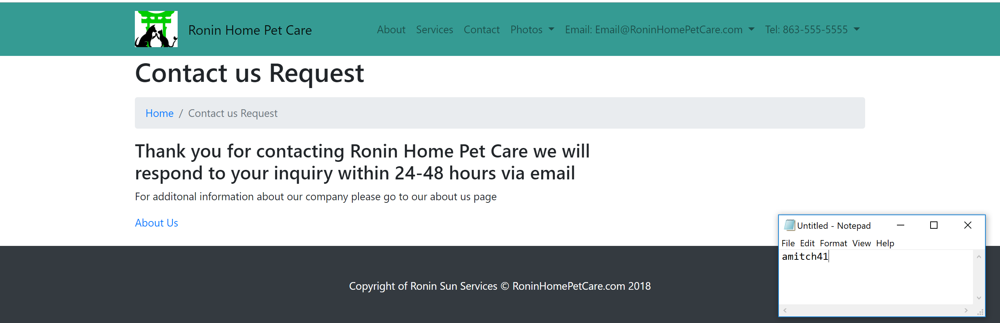 Ronin Home Pet Care About Services Contact Photos Email: Email@RoninHomePetCare.com Tel: 863-555-5555
Contact us Request
Home / Contact us Request
Thank you for contacting Ronin Home Pet Care we will
respond to your inquiry within 24-48 hours via email
For additonal information about our company please go to our about us page
About Us
Untitled - Notepad
File Edit Format View Help
amitch41
Copyright of Ronin Sun Services © RoninHomePetCare.com 2018